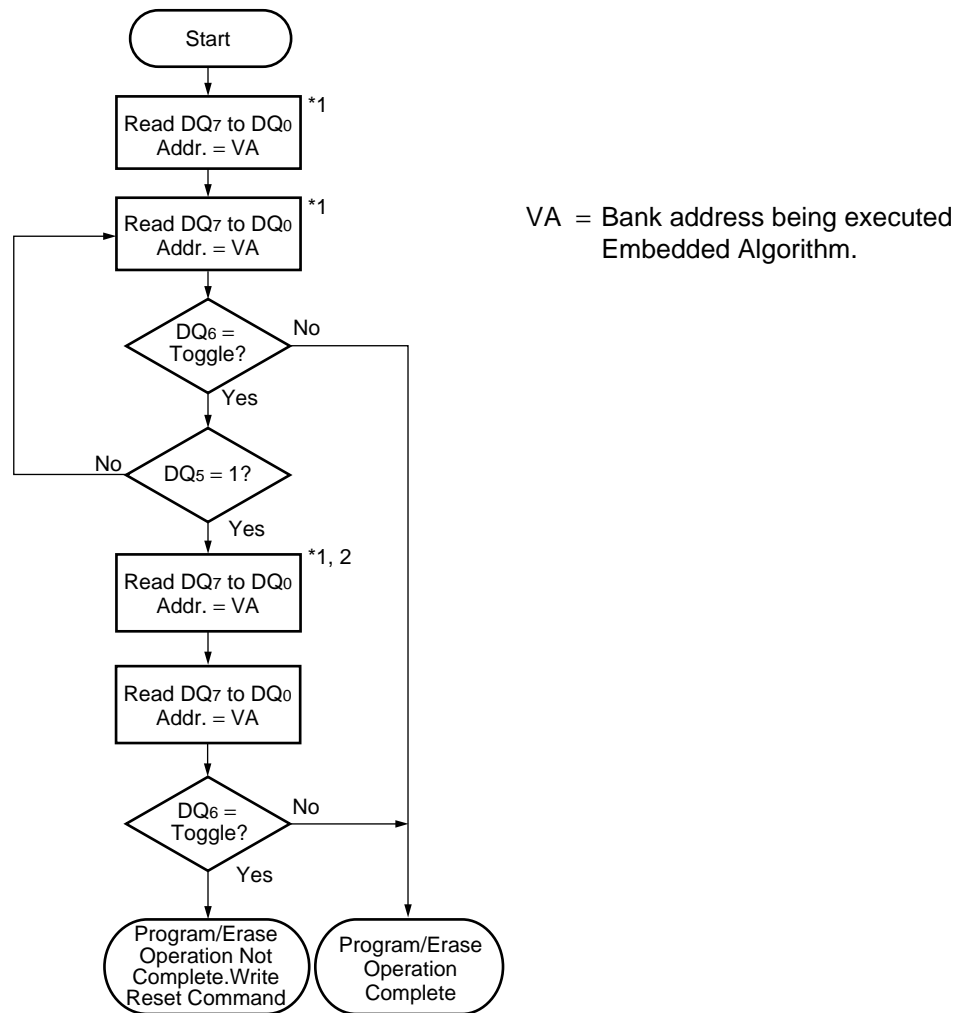 Start
*1
Read DQ7 to DQ0
Addr. = VA
*1
Read DQ7 to DQ0
Addr. = VA
VA = Bank address being executed
Embedded Algorithm.
DQ6 =
Toggle?
No
Yes
No
DQ5 = 1?
Yes
*1, 2
Read DQ7 to DQ0
Addr. = VA
Read DQ7 to DQ0
Addr. = VA
DQ6 =
Toggle?
No
Yes
Program/Erase
Operation Not
Complete.Write
Reset Command
Program/Erase
Operation
Complete